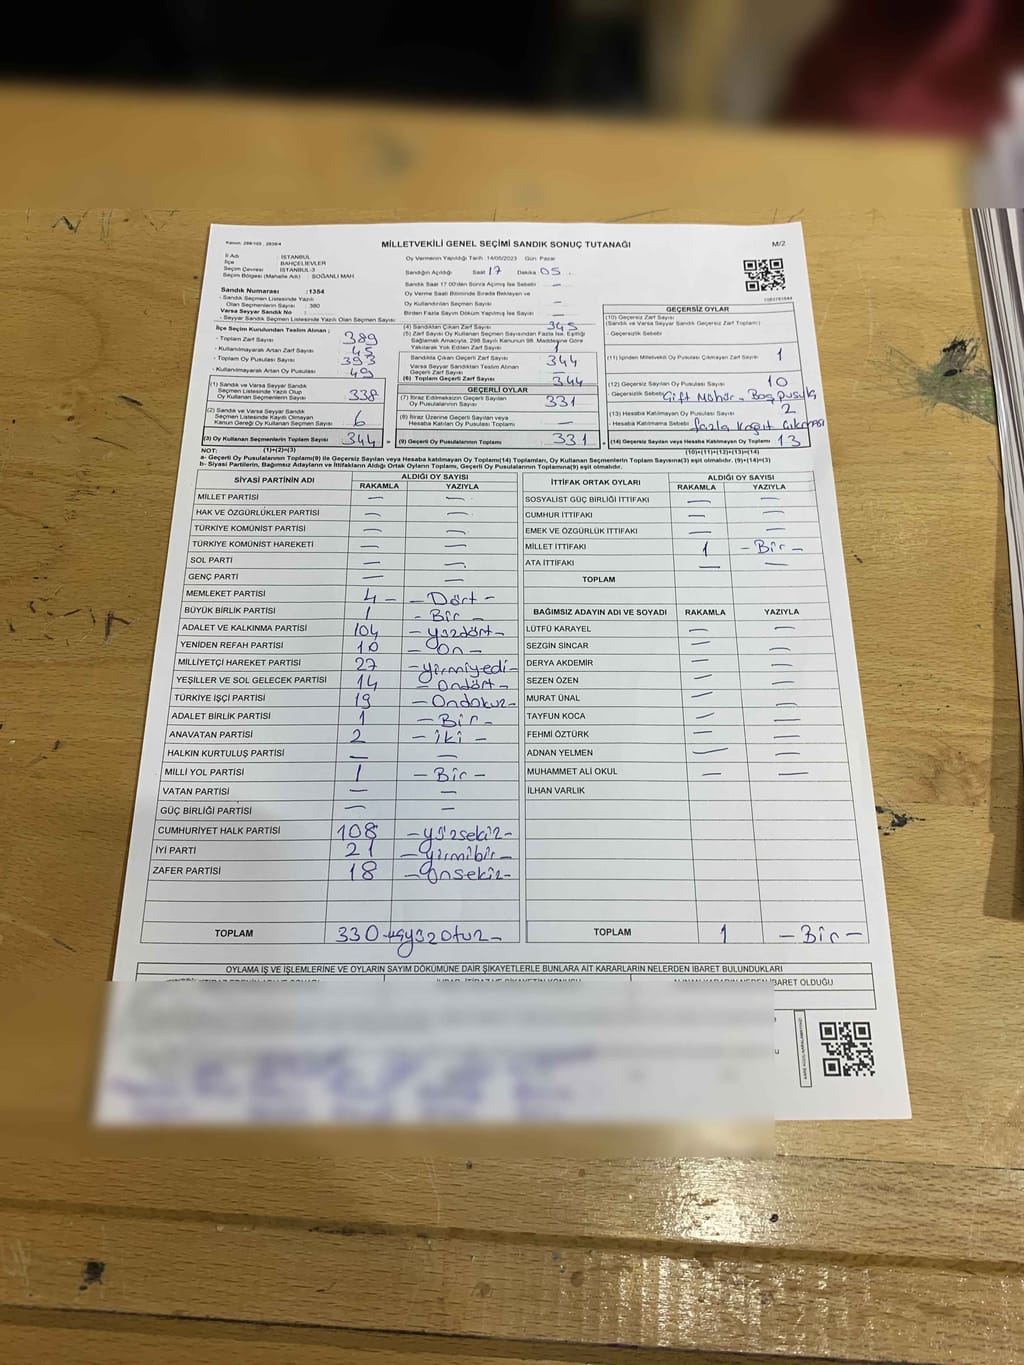 Kanun: 298/105 , 2839/4
MİLLETVEKİLİ GENEL SEÇİMİ SANDIK SONUÇ TUTANAĞI
M/2
İl Adı : İSTANBUL
İlçe : BAHÇELİEVLER
Seçim Çevresi : İSTANBUL-3
Seçim Bölgesi (Mahalle Adı) : SOĞANLI MAH.
Oy Vermenin Yapıldığı Tarih : 14/05/2023 Gün: Pazar
Sandığın Açıldığı Saat 17 Dakika 05
Sandık Saat 17:00'den Sonra Açılmış İse Sebebi —
Oy Verme Saati Bitiminde Sırada Bekleyen ve
Oy Kullandırılan Seçmen Sayısı —
Birden Fazla Sayım Döküm Yapılmış İse Sayısı —
Sandık Numarası : 1354
- Sandık Seçmen Listesinde Yazılı
Olan Seçmenlerin Sayısı : 380
Varsa Seyyar Sandık No :
- Seyyar Sandık Seçmen Listesinde Yazılı Olan Seçmen Sayısı :
İlçe Seçim Kurulundan Teslim Alınan ;
- Toplam Zarf Sayısı 389
- Kullanılmayarak Artan Zarf Sayısı 45
- Toplam Oy Pusulası Sayısı 393
- Kullanılmayarak Artan Oy Pusulası 49
(1) Sandık ve Varsa Seyyar Sandık
Seçmen Listesinde Yazılı Olup
Oy Kullanan Seçmenlerin Sayısı 338
(2) Sandık ve Varsa Seyyar Sandık
Seçmen Listesinde Kayıtlı Olmayan
Kanun Gereği Oy Kullanan Seçmen Sayısı 6
(3) Oy Kullanan Seçmenlerin Toplam Sayısı 344
(1)+(2)=(3)
(4) Sandıktan Çıkan Zarf Sayısı 345
(5) Zarf Sayısı Oy Kullanan Seçmen Sayısından Fazla İse, Eşitliği
Sağlamak Amacıyla, 298 Sayılı Kanunun 98. Maddesine Göre
Yakılarak Yok Edilen Zarf Sayısı 1
Sandıkta Çıkan Geçerli Zarf Sayısı 344
Varsa Seyyar Sandıktan Teslim Alınan
Geçerli Zarf Sayısı —
(6) Toplam Geçerli Zarf Sayısı 344
GEÇERLİ OYLAR
(7) İtiraz Edilmeksizin Geçerli Sayılan
Oy Pusulasının Sayısı 331
(8) İtiraz Üzerine Geçerli Sayılan veya
Hesaba Katılan Oy Sayısı —
(9) Geçerli Oy Pusulalarının Toplamı 331
GEÇERSİZ OYLAR
(10) Geçersiz Zarf Sayısı
(Sandık ve Varsa Seyyar Sandık Geçersiz Zarf Toplamı)
- Geçersizlik Sebebi
(11) İçinden Milletvekili Oy Pusulası Çıkmayan Zarf Sayısı 1
(12) Geçersiz Sayılan Oy Pusulası Sayısı 10
- Geçersizlik Sebebi Çift Mühür - Boş Pusula
(13) Hesaba Katılmayan Oy Pusulası Sayısı 2
- Hesaba Katılmama Sebebi fazla Kağıt Çıkması
(14) Geçersiz Sayılan veya Hesaba Katılmayan Oy Toplamı 13
(10)+(11)+(12)+(13)=(14)
NOT:
a- Geçerli Oy Pusulalarının Toplamı(9) ile Geçersiz Sayılan veya Hesaba katılmayan Oy Toplamı(14) Toplamları, Oy Kullanan Seçmenlerin Toplam Sayısına(3) eşit olmalıdır. (9)+(14)=(3)
b- Siyasi Partilerin, Bağımsız Adayların ve İttifakların Aldığı Ortak Oyların Toplamı, Geçerli Oy Pusulalarının Toplamına(9) eşit olmalıdır.
SİYASİ PARTİNİN ADI ALDIĞI OY SAYISI
RAKAMLA YAZIYLA
MİLLET PARTİSİ — —
HAK VE ÖZGÜRLÜKLER PARTİSİ — —
TÜRKİYE KOMÜNİST PARTİSİ — —
TÜRKİYE KOMÜNİST HAREKETİ — —
SOL PARTİ — —
GENÇ PARTİ — —
MEMLEKET PARTİSİ 4 - - Dört -
BÜYÜK BİRLİK PARTİSİ 1 - Bir -
ADALET VE KALKINMA PARTİSİ 104 - yüzdört -
YENİDEN REFAH PARTİSİ 10 - On -
MİLLİYETÇİ HAREKET PARTİSİ 27 - yirmiyedi -
YEŞİLLER VE SOL GELECEK PARTİSİ 14 - Ondört -
TÜRKİYE İŞÇİ PARTİSİ 19 - Ondokuz -
ADALET BİRLİK PARTİSİ 1 - Bir -
ANAVATAN PARTİSİ 2 - iki -
HALKIN KURTULUŞ PARTİSİ — —
MİLLİ YOL PARTİSİ 1 - Bir -
VATAN PARTİSİ — —
GÜÇ BİRLİĞİ PARTİSİ — —
CUMHURİYET HALK PARTİSİ 108 - yüzsekiz -
İYİ PARTİ 21 - yirmibir -
ZAFER PARTİSİ 18 - Onsekiz -
TOPLAM 330 - üçyüzotuz -
İTTİFAK ORTAK OYLARI ALDIĞI OY SAYISI
RAKAMLA YAZIYLA
SOSYALİST GÜÇ BİRLİĞİ İTTİFAKI — —
CUMHUR İTTİFAKI — —
EMEK VE ÖZGÜRLÜK İTTİFAKI — —
MİLLET İTTİFAKI 1 - Bir -
ATA İTTİFAKI — —
TOPLAM
BAĞIMSIZ ADAYIN ADI VE SOYADI RAKAMLA YAZIYLA
LÜTFÜ KARAYEL — —
SEZGİN SİNCAR — —
DERYA AKDEMİR — —
SEZEN ÖZEN — —
MURAT ÜNAL — —
TAYFUN KOCA — —
FEHMİ ÖZTÜRK — —
ADNAN YELMEN — —
MUHAMMET ALİ OKUL — —
İLHAN VARLIK
TOPLAM 1 - Bir -
OYLAMA İŞ VE İŞLEMLERİNE VE OYLARIN SAYIM DÖKÜMÜNE DAİR ŞİKAYETLERLE BUNLARA AİT KARARLARIN NELERDEN İBARET BULUNDUKLARI
İBARET OLDUĞU